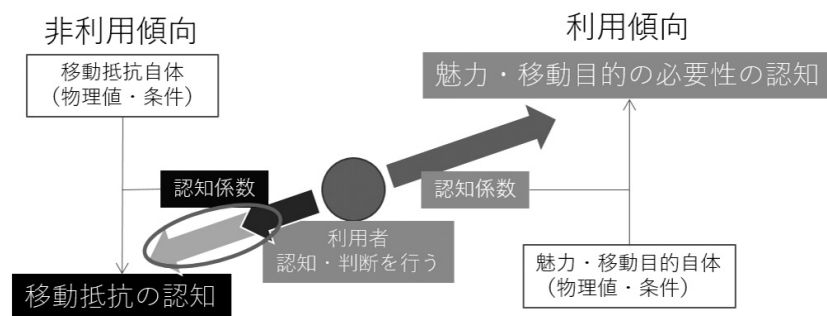 非利用傾向
利用傾向
移動抵抗自体
（物理値・条件）
魅力・移動目的の必要性の認知
認知係数
認知係数
利用者
認知・判断を行う
移動抵抗の認知
魅力・移動目的自体
（物理値・条件）